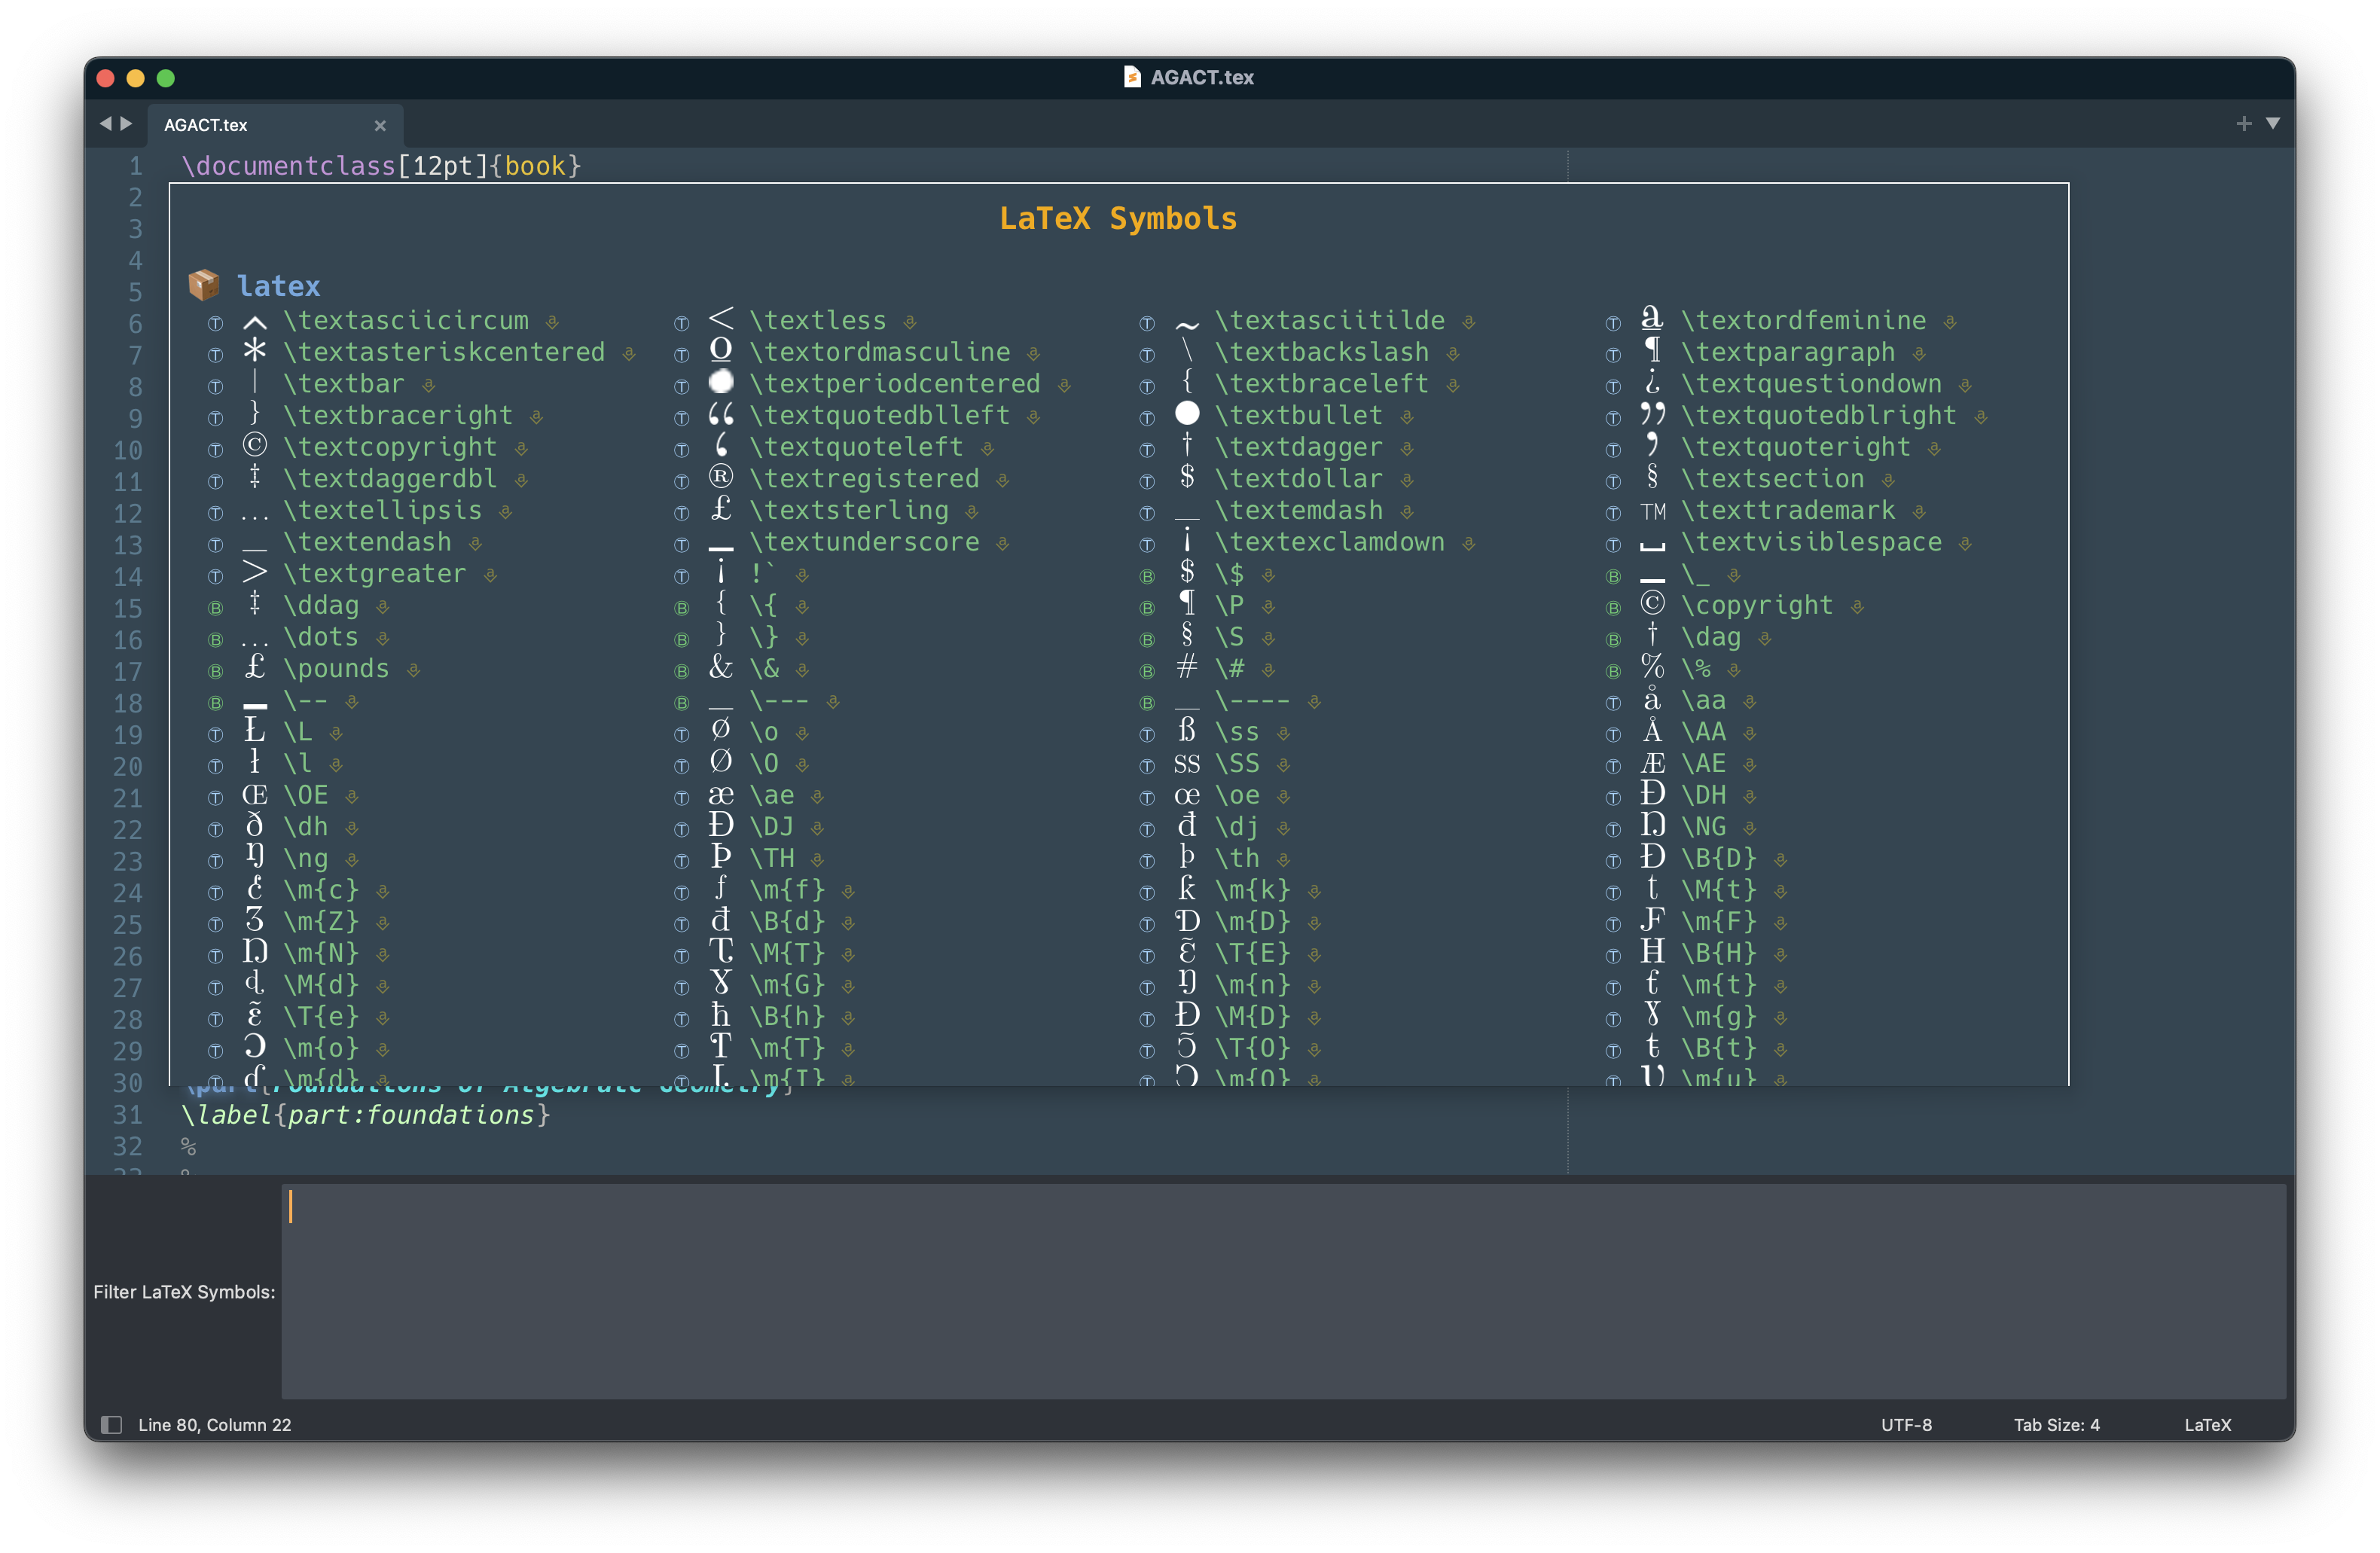 AGACT.tex
AGACT.tex
1 \documentclass[12pt]{book}
2
3 LaTeX Symbols
4
5 latex
6 Ⓣ ^ \textasciicircum Ⓣ < \textless Ⓣ ~ \textasciitilde Ⓣ ª \textordfeminine
7 Ⓣ * \textasteriskcentered Ⓣ º \textordmasculine Ⓣ \ \textbackslash Ⓣ ¶ \textparagraph
8 Ⓣ | \textbar Ⓣ · \textperiodcentered Ⓣ { \textbraceleft Ⓣ ¿ \textquestiondown
9 Ⓣ } \textbraceright Ⓣ “ \textquotedblleft Ⓣ • \textbullet Ⓣ ” \textquotedblright
10 Ⓣ © \textcopyright Ⓣ ‘ \textquoteleft Ⓣ † \textdagger Ⓣ ’ \textquoteright
11 Ⓣ ‡ \textdaggerdbl Ⓣ ® \textregistered Ⓣ $ \textdollar Ⓣ § \textsection
12 Ⓣ … \textellipsis Ⓣ £ \textsterling Ⓣ — \textemdash Ⓣ ™ \texttrademark
13 Ⓣ – \textendash Ⓣ _ \textunderscore Ⓣ ¡ \textexclamdown Ⓣ ␣ \textvisiblespace
14 Ⓣ > \textgreater Ⓣ ¡ !` Ⓑ $ \$ Ⓑ _ \_
15 Ⓑ ‡ \ddag Ⓑ { \{ Ⓑ ¶ \P Ⓑ © \copyright
16 Ⓑ … \dots Ⓑ } \} Ⓑ § \S Ⓑ † \dag
17 Ⓑ £ \pounds Ⓑ & \& Ⓑ # \# Ⓑ % \%
18 Ⓑ - \-- Ⓑ – \--- Ⓑ — \---- Ⓣ å \aa
19 Ⓣ Ł \L Ⓣ ø \o Ⓣ ß \ss Ⓣ Å \AA
20 Ⓣ ł \l Ⓣ Ø \O Ⓣ SS \SS Ⓣ Æ \AE
21 Ⓣ Œ \OE Ⓣ æ \ae Ⓣ œ \oe Ⓣ Ð \DH
22 Ⓣ ð \dh Ⓣ Đ \DJ Ⓣ đ \dj Ⓣ Ŋ \NG
23 Ⓣ ŋ \ng Ⓣ Þ \TH Ⓣ þ \th Ⓣ Đ \B{D}
24 Ⓣ \m{c} Ⓣ ƒ \m{f} Ⓣ ƙ \m{k} Ⓣ \M{t}
25 Ⓣ Ʒ \m{Z} Ⓣ đ \B{d} Ⓣ Ɗ \m{D} Ⓣ Ƒ \m{F}
26 Ⓣ Ŋ \m{N} Ⓣ Ʈ \M{T} Ⓣ Ɛ̃ \T{E} Ⓣ Ħ \B{H}
27 Ⓣ ɖ \M{d} Ⓣ Ɣ \m{G} Ⓣ ŋ \m{n} Ⓣ ƭ \m{t}
28 Ⓣ ɛ̃ \T{e} Ⓣ ħ \B{h} Ⓣ Ɖ \M{D} Ⓣ ɣ \m{g}
29 Ⓣ ɔ \m{o} Ⓣ Ƭ \m{T} Ⓣ Ɔ̃ \T{O} Ⓣ ŧ \B{t}
Ⓣ ɗ \m{d} Ⓣ \m{I} Ⓣ Ɔ \m{O} Ⓣ \m{u}
30 \part{Foundations of Algebraic Geometry}
31 \label{part:foundations}
32 %
33 %
Filter LaTeX Symbols:
Line 80, Column 22 UTF-8 Tab Size: 4 LaTeX